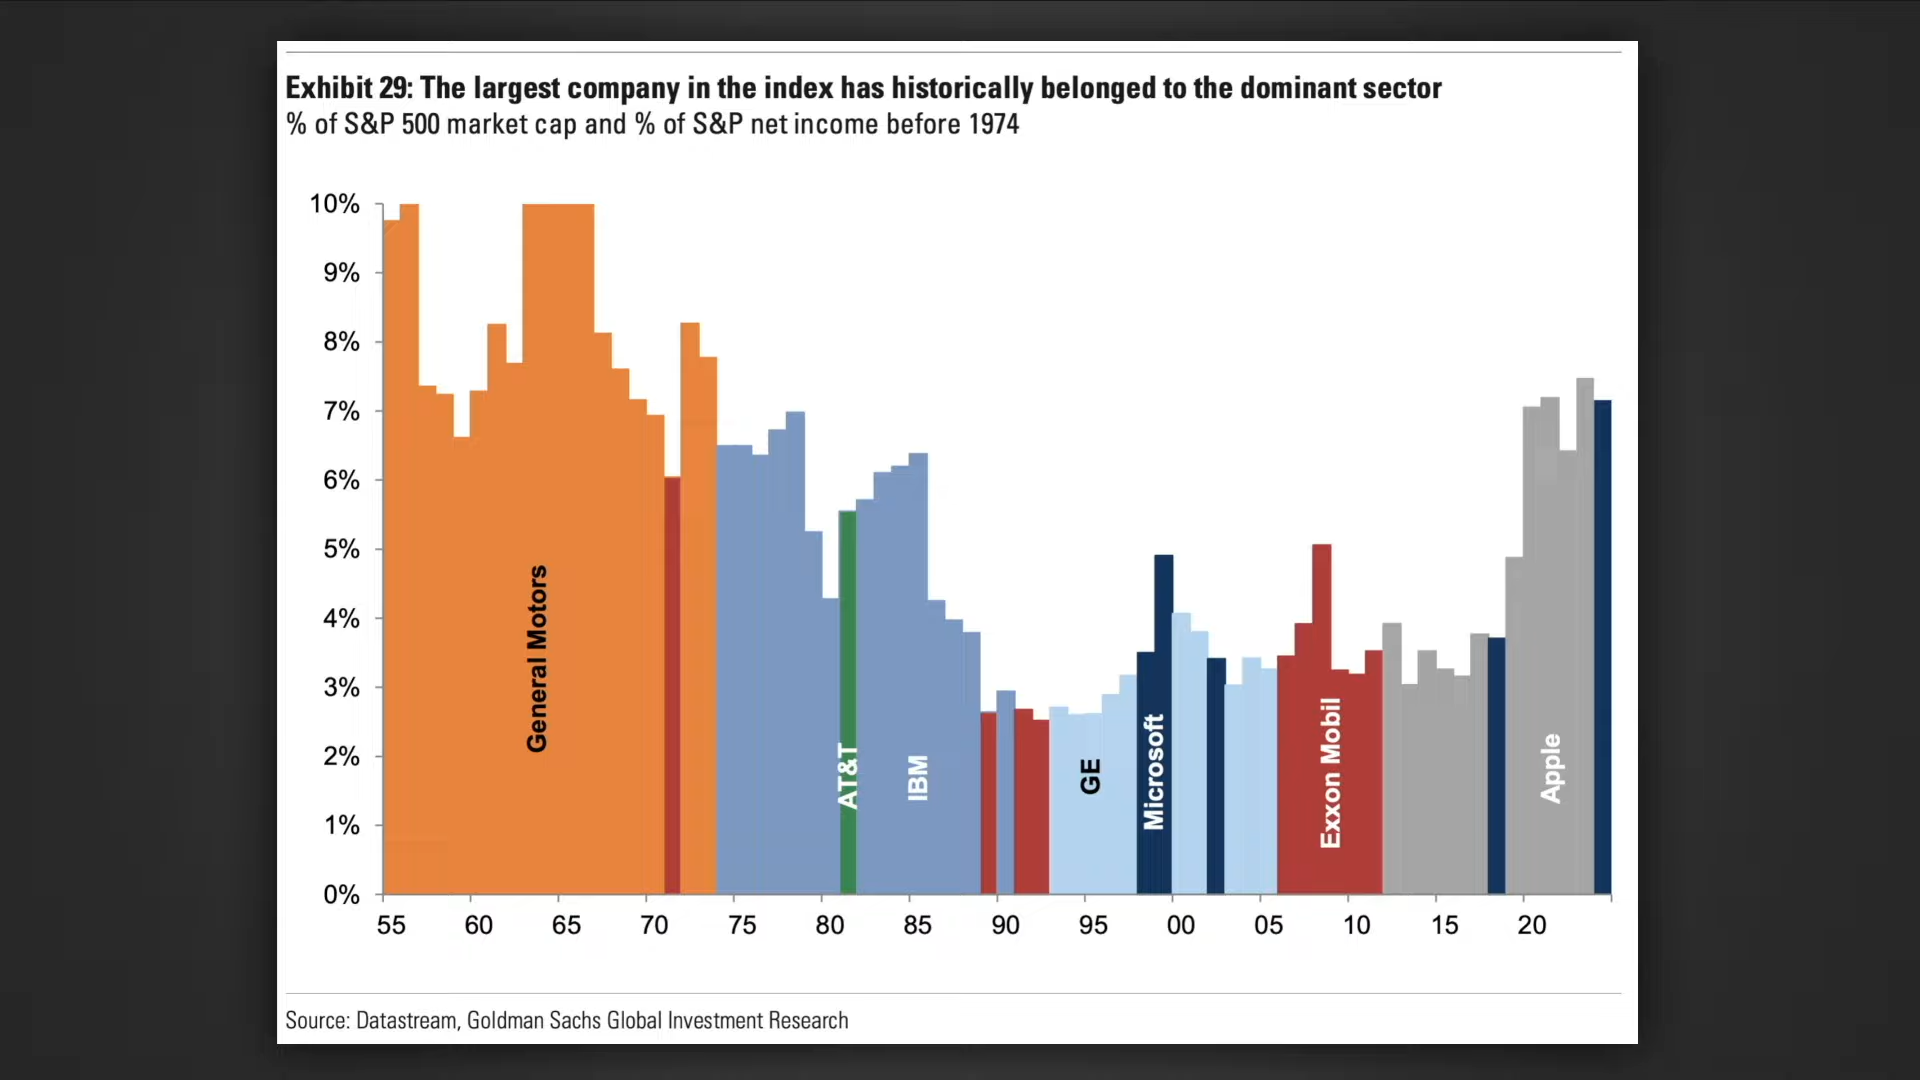 Exhibit 29: The largest company in the index has historically belonged to the dominant sector
% of S&P 500 market cap and % of S&P net income before 1974
10%
9%
8%
7%
6%
5%
4%
3%
2%
1%
0%
General Motors
AT&T
IBM
GE
Microsoft
Exxon Mobil
Apple
55 60 65 70 75 80 85 90 95 00 05 10 15 20
Source: Datastream, Goldman Sachs Global Investment Research